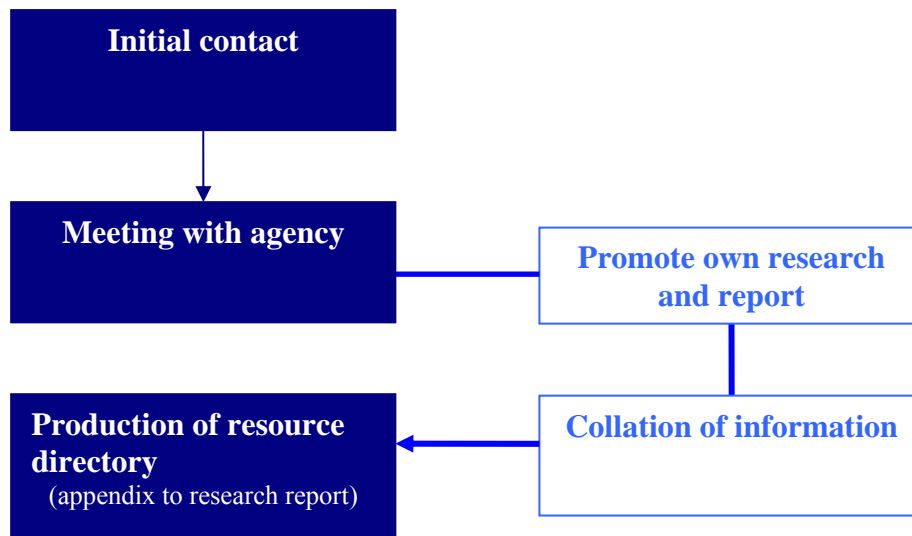 Initial contact
Meeting with agency
Promote own research
and report
Collation of information
Production of resource
directory
(appendix to research report)